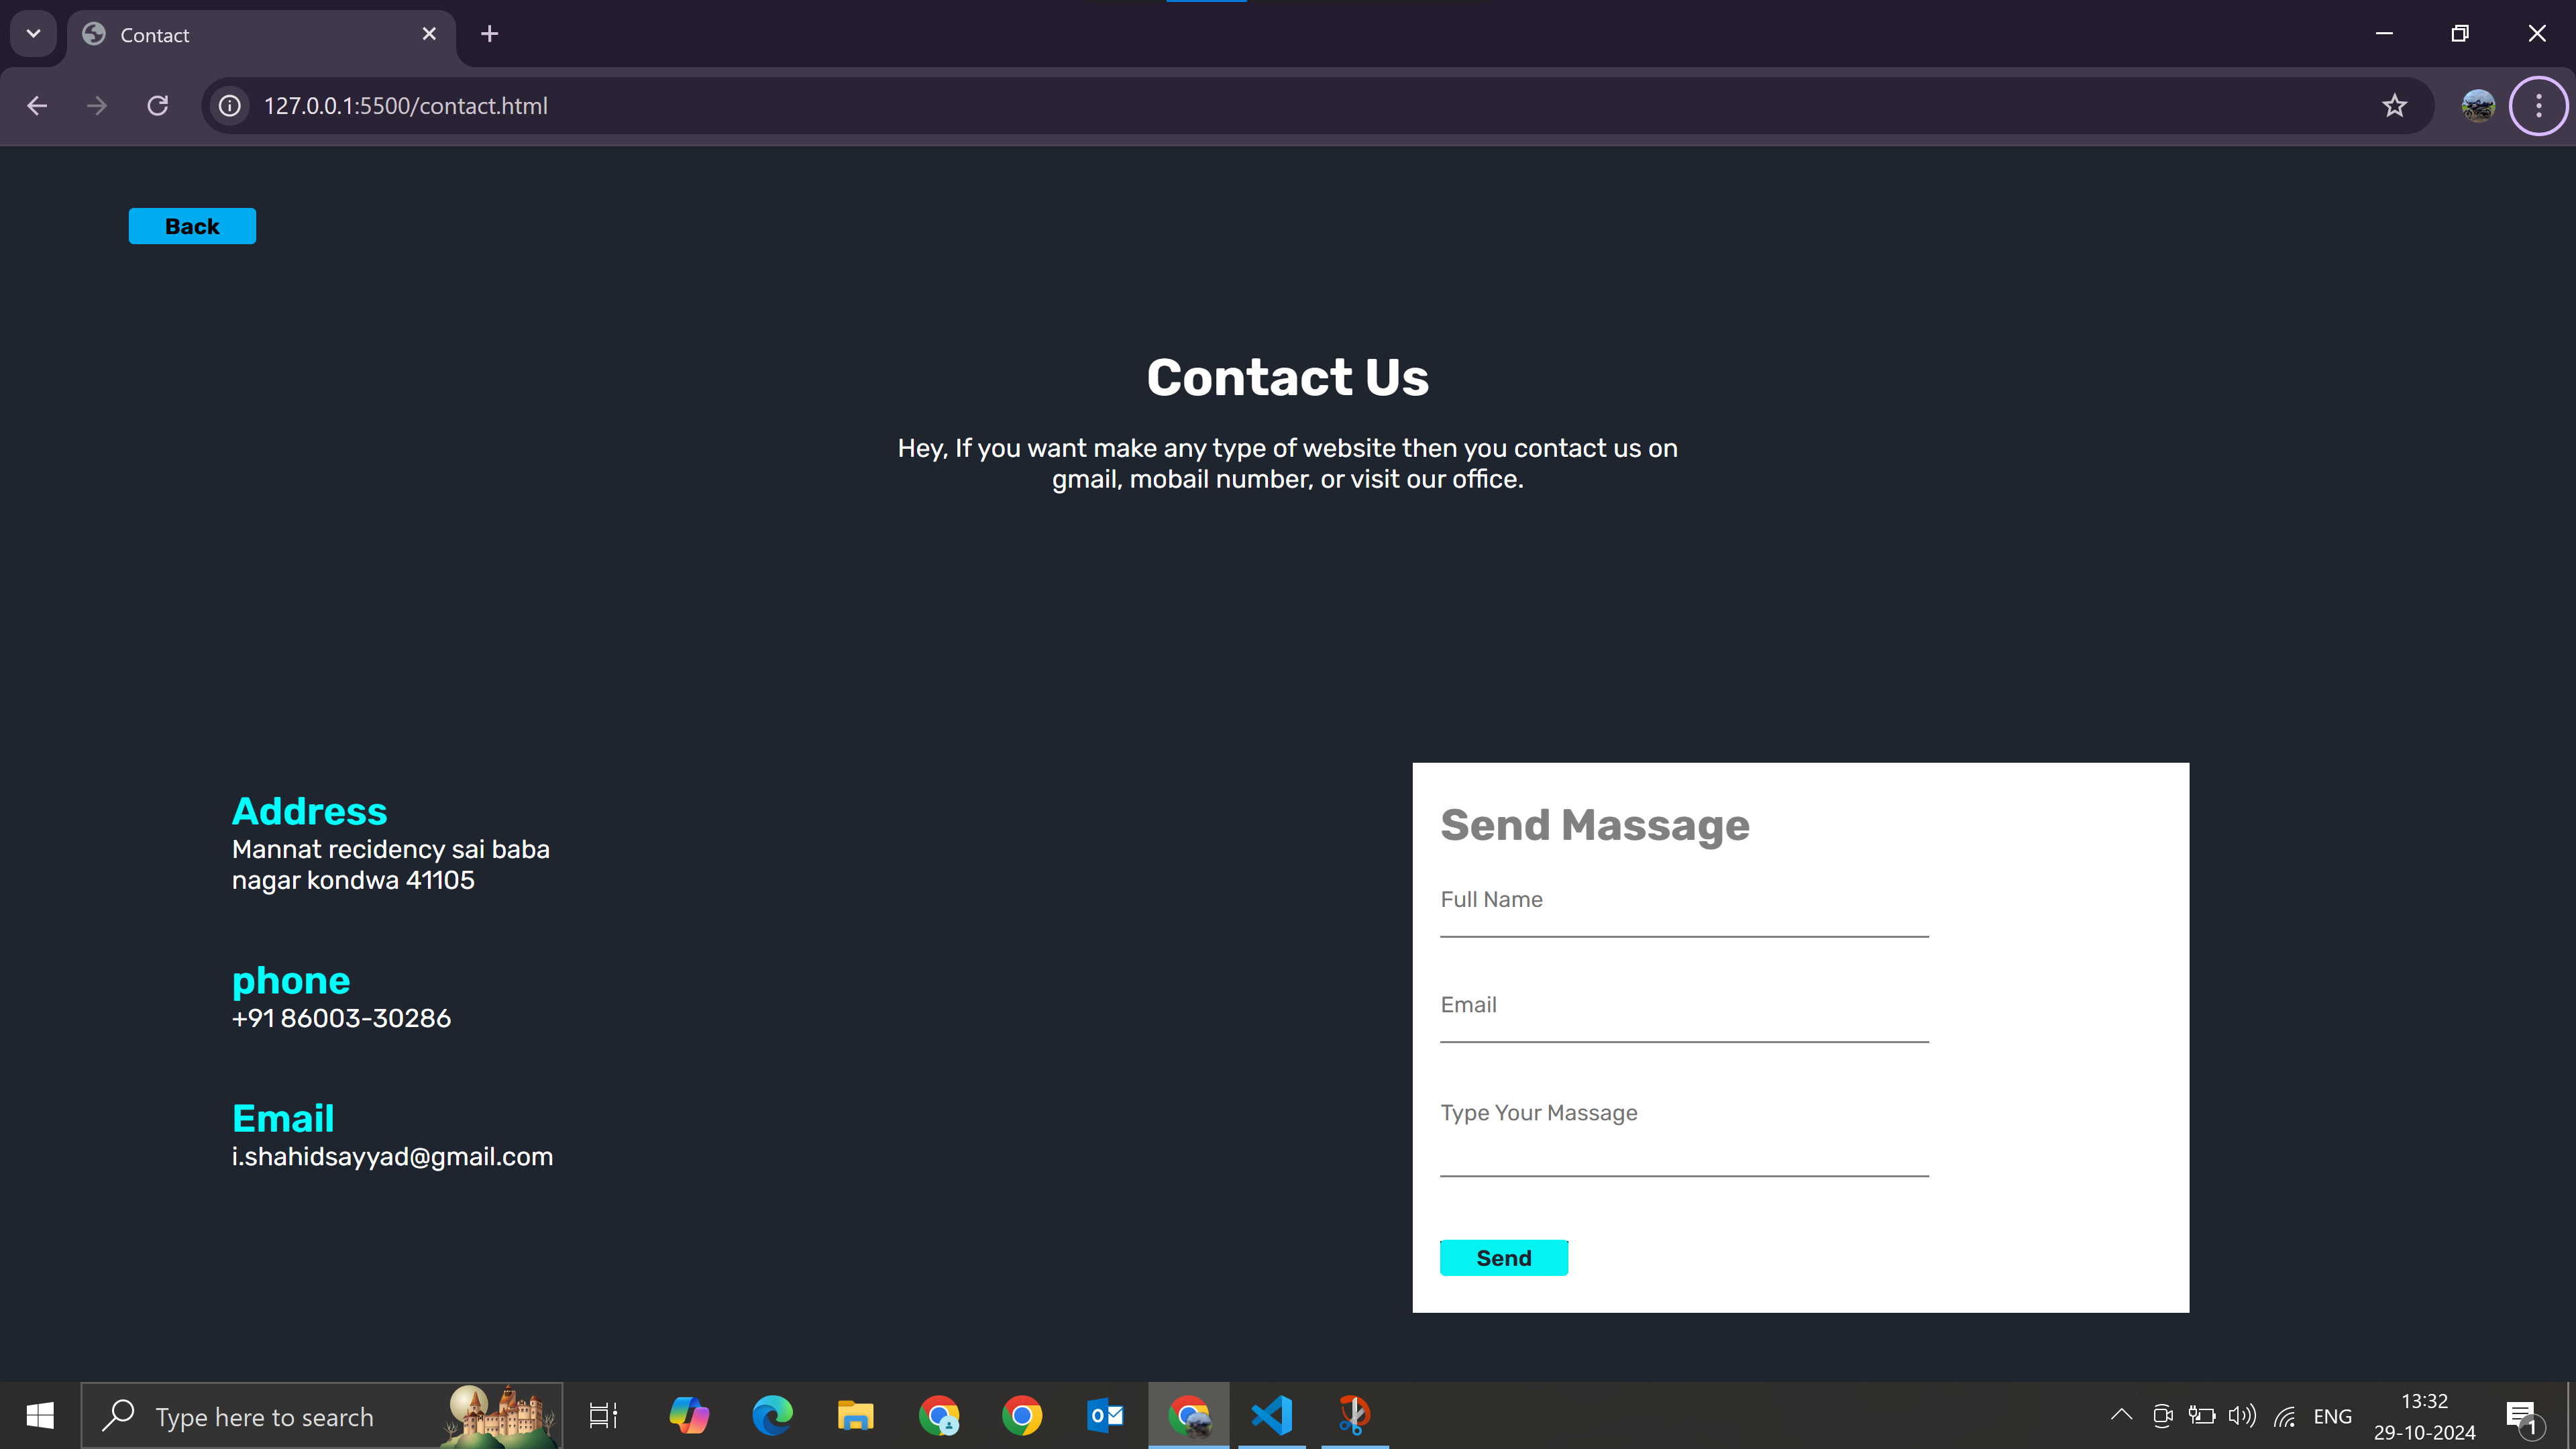 Contact
127.0.0.1:5500/contact.html
Back
Contact Us
Hey, If you want make any type of website then you contact us on
gmail, mobail number, or visit our office.
Address
Mannat recidency sai baba
nagar kondwa 41105
phone
+91 86003-30286
Email
i.shahidsayyad@gmail.com
Send Massage
Full Name
Email
Type Your Massage
Send
Type here to search
ENG
13:32
29-10-2024
1